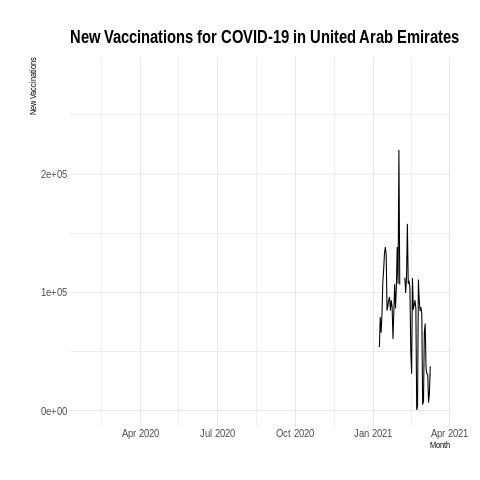 New Vaccinations for COVID-19 in United Arab Emirates
New Vaccinations
2e+05
1e+05
0e+00
Apr 2020 Jul 2020 Oct 2020 Jan 2021 Apr 2021
Month